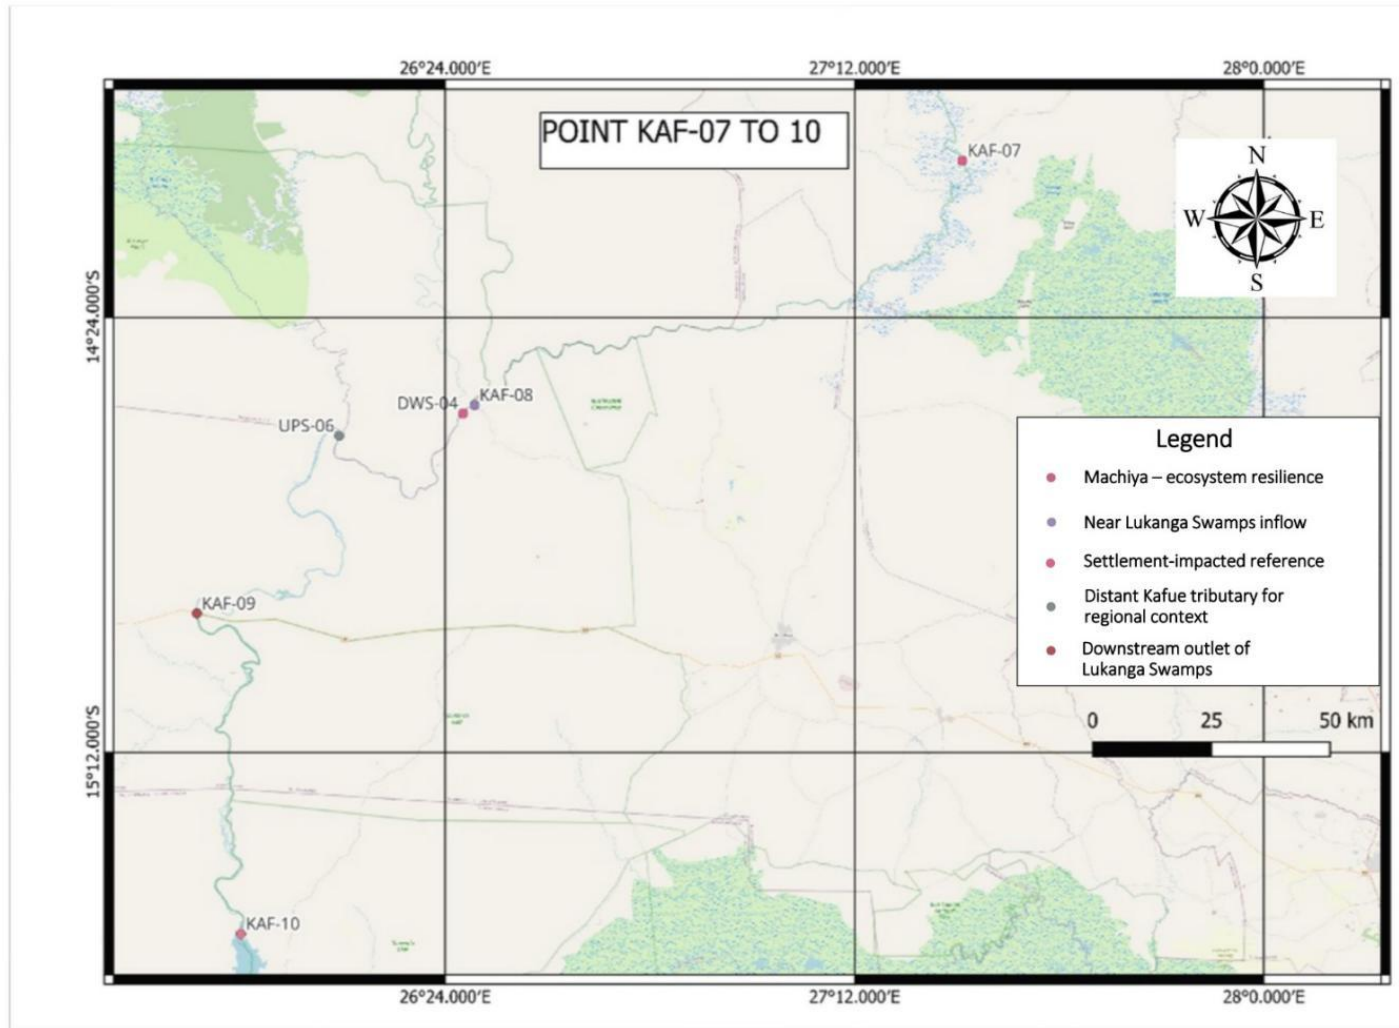 26°24.000'E
27°12.000'E
28°0.000'E
POINT KAF-07 TO 10
KAF-07
N
W
E
S
14°24.000'S
KAF-08
DWS-04
UPS-06
Legend
Machiya – ecosystem resilience
Near Lukanga Swamps inflow
Settlement-impacted reference
Distant Kafue tributary for
regional context
Downstream outlet of
Lukanga Swamps
KAF-09
0
25
50 km
15°12.000'S
KAF-10
26°24.000'E
27°12.000'E
28°0.000'E